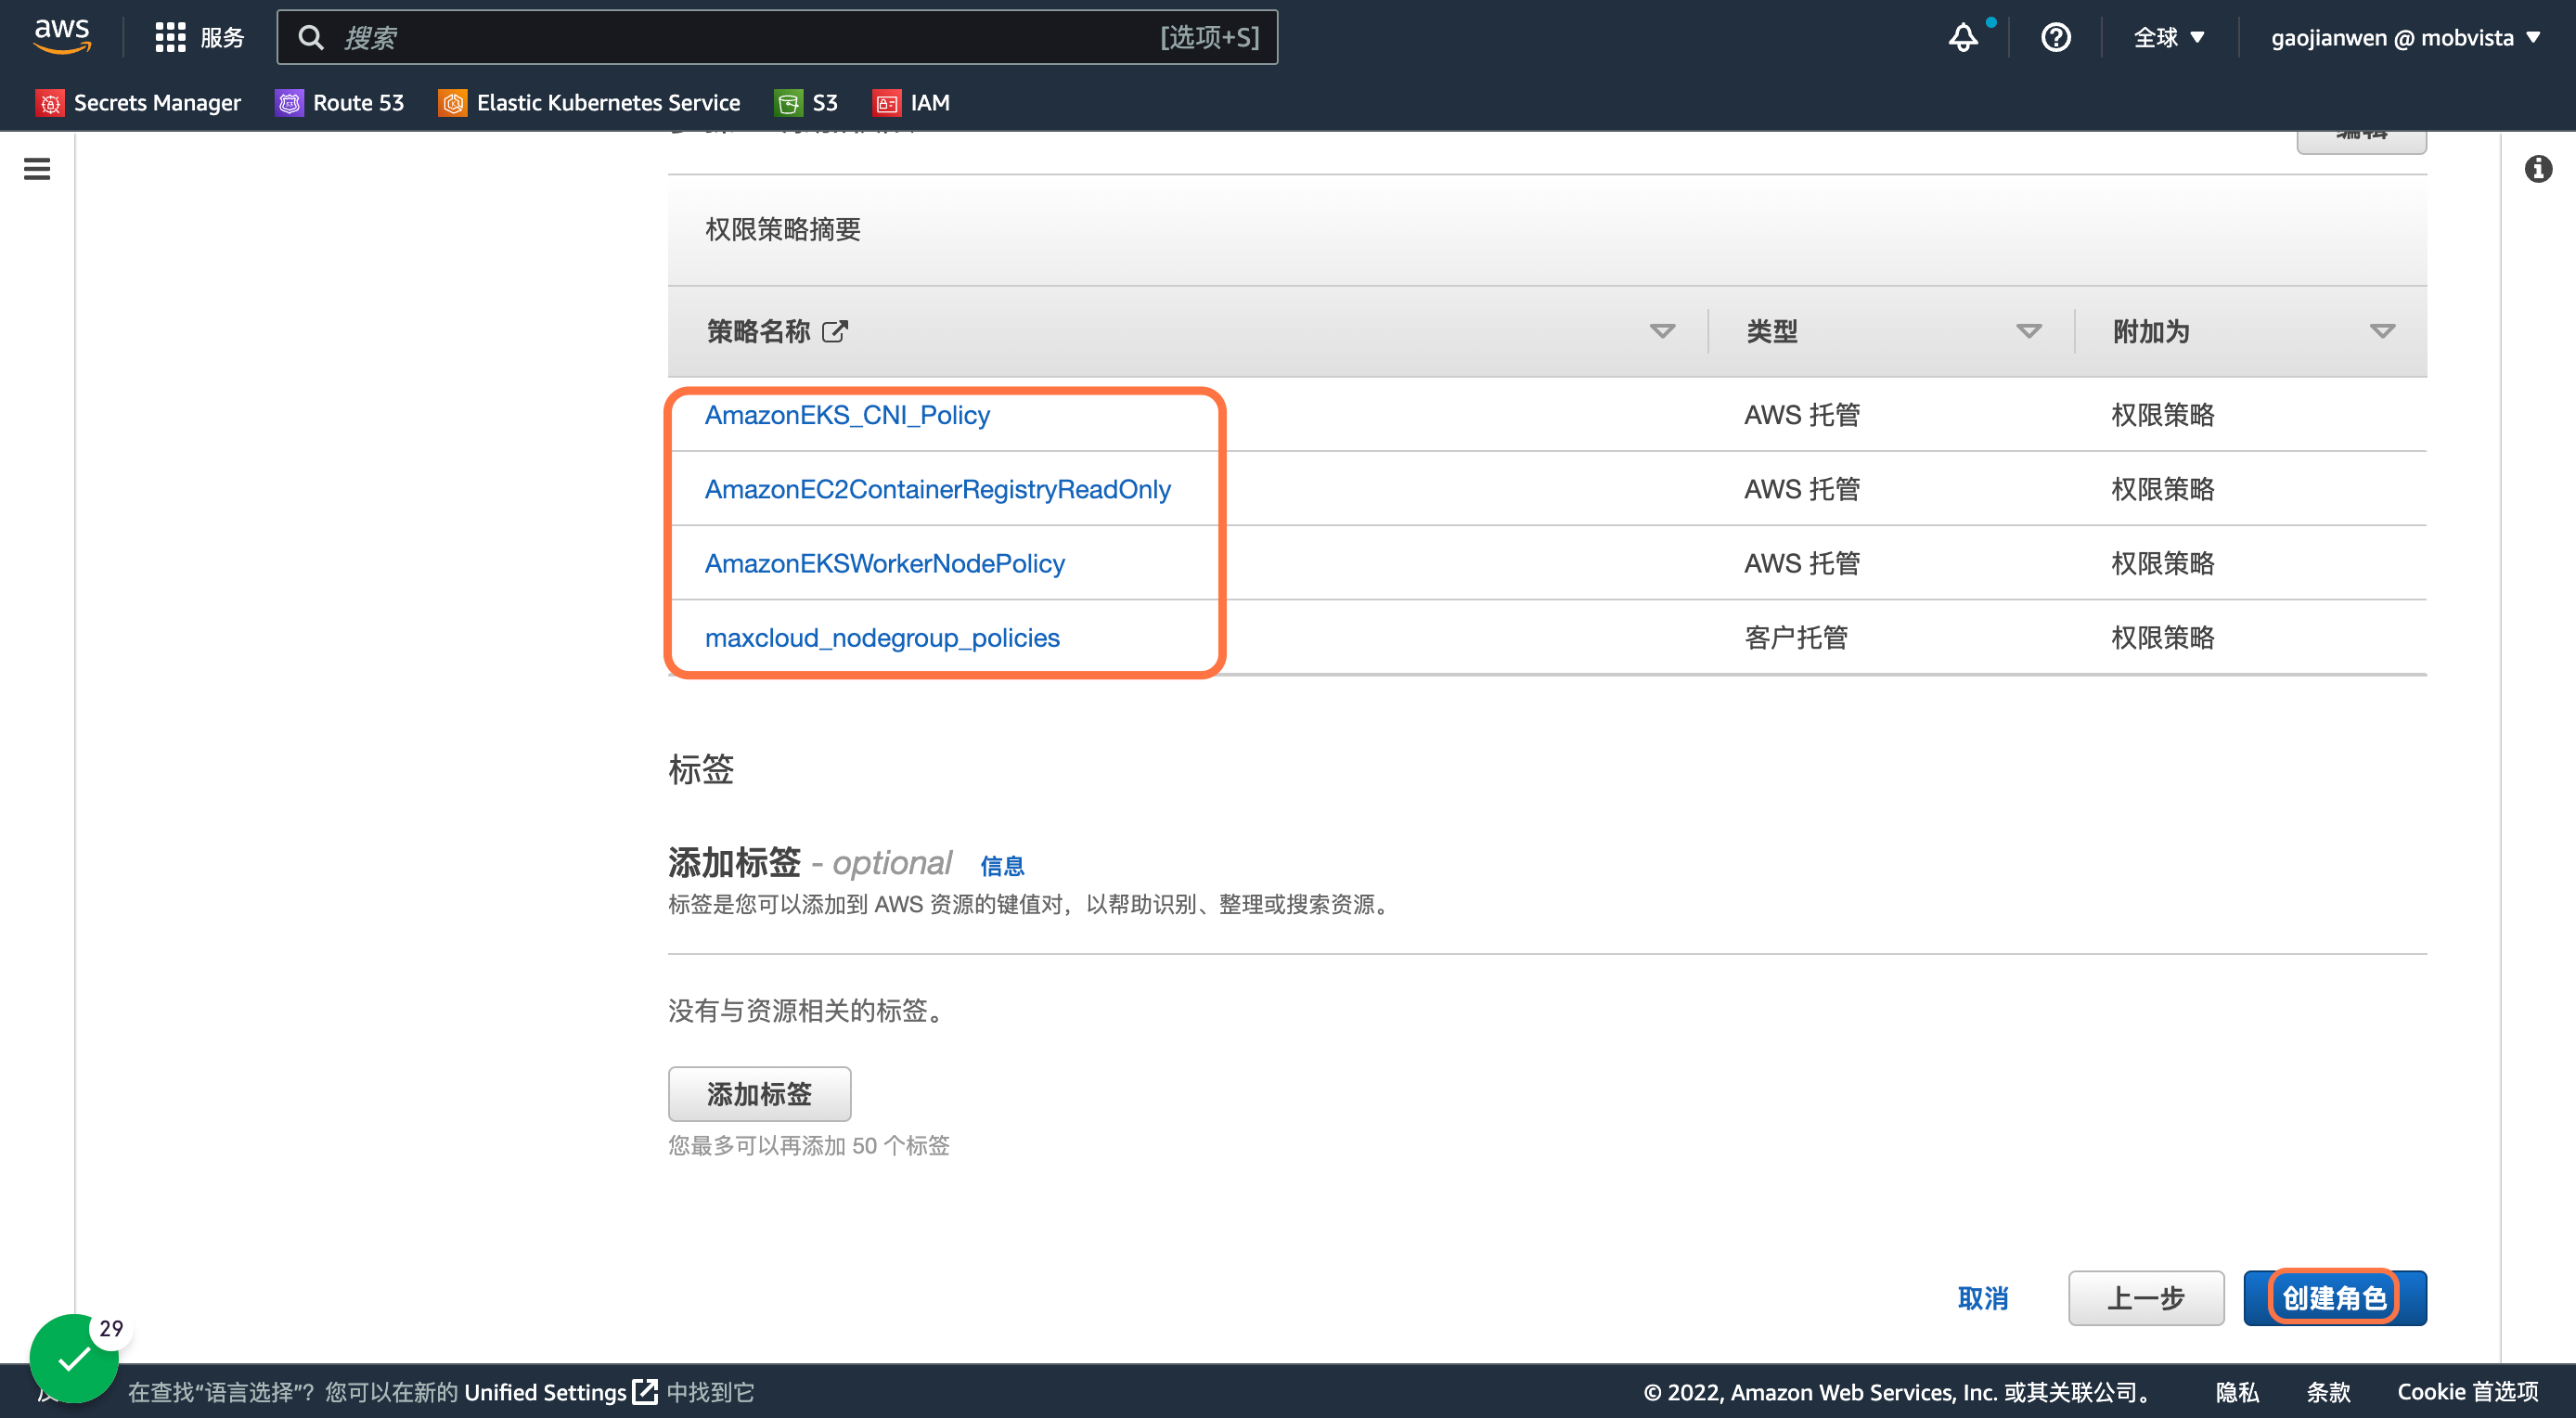 aws 服务 搜索 [选项+S] 全球 gaojianwen @ mobvista
Secrets Manager Route 53 Elastic Kubernetes Service S3 IAM
编辑
权限策略摘要
策略名称 类型 附加为
AmazonEKS_CNI_Policy AWS 托管 权限策略
AmazonEC2ContainerRegistryReadOnly AWS 托管 权限策略
AmazonEKSWorkerNodePolicy AWS 托管 权限策略
maxcloud_nodegroup_policies 客户托管 权限策略
标签
添加标签 - optional 信息
标签是您可以添加到 AWS 资源的键值对，以帮助识别、整理或搜索资源。
没有与资源相关的标签。
添加标签
您最多可以再添加 50 个标签
取消 上一步 创建角色
29
在查找“语言选择”？您可以在新的 Unified Settings 中找到它 © 2022, Amazon Web Services, Inc. 或其关联公司。 隐私 条款 Cookie 首选项